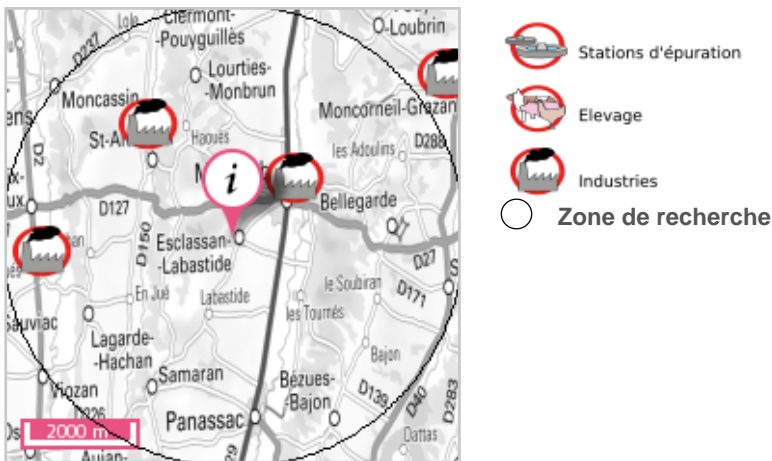 Clermont-
-Pouyguillès
O-Loubrin
D237
Lourties-
-Monbrun
Moncassin
Moncorneil-Grazan
St-A
Haouës
les Adoulins
D288
D2
i
D127
Bellegarde
D150
Esclassan-
-Labastide
D27
En Jué
Labastide
le Soubiran
D171
les Tournés
Sauviac
Lagarde-
-Hachan
Bajon
Samaran
Bézues-
-Bajon
D139
D40
D283
Viozan
D226
Panassac
Dattas
2000 m
Aujan-
Stations d'épuration
Elevage
Industries
Zone de recherche